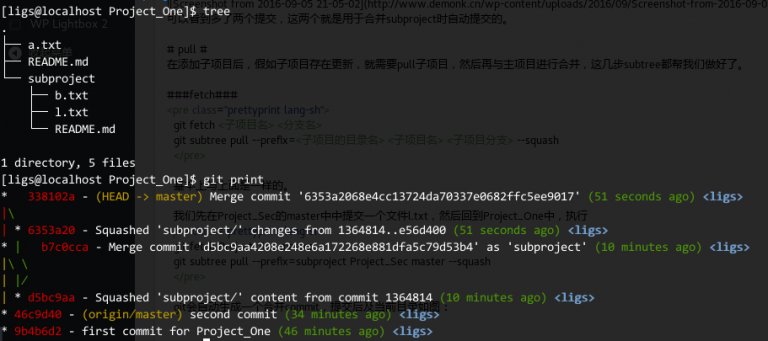 [Screenshot from 2016-09-05 21-05-02](http://www.demonk.cn/wp-content/uploads/2016/09/Screenshot-from-2016-09-0
[ligs@localhost Project_One]$ tree
可以看到多了两个提交，这两个就是用于合并subproject时自动提交的。
WP Lightbox 2
.
├── a.txt
# pull #
├── README.md
在添加子项目后，假如子项目存在更新，就需要pull子项目，然后再与主项目进行合并，这几步subtree都帮我们做好了。
└── subproject
├── b.txt
###fetch###
├── l.txt
<pre class="prettyprint lang-sh">
└── README.md
git fetch <子项目名> <分支名>
git subtree pull --prefix=<子项目的目录名> <子项目名> <子项目分支> --squash
</pre>
1 directory, 5 files
[ligs@localhost Project_One]$ git print
是一样的。
* 338102a - (HEAD -> master) Merge commit '6353a2068e4cc13724da70337e0682ffc5ee9017' (51 seconds ago) <ligs>
|\
我们先在Project_Sec的master中中提交一个文件l.txt，然后回到Project_One中，执行
| * 6353a20 - Squashed 'subproject/' changes from 1364814..e56d400 (51 seconds ago) <ligs>
* | b7c0cca - Merge commit 'd5bc9aa4208e248e6a172268e881dfa5c79d53b4' as 'subproject' (10 minutes ago) <ligs>
|\ \
git subtree pull --prefix=subproject Project_Sec master --squash
| |/
</pre>
| * d5bc9aa - Squashed 'subproject/' content from commit 1364814 (10 minutes ago) <ligs>
* 46c9d40 - (origin/master) second commit (34 minutes ago) <ligs>
* 9b4b6d2 - first commit for Project_One (46 minutes ago) <ligs>